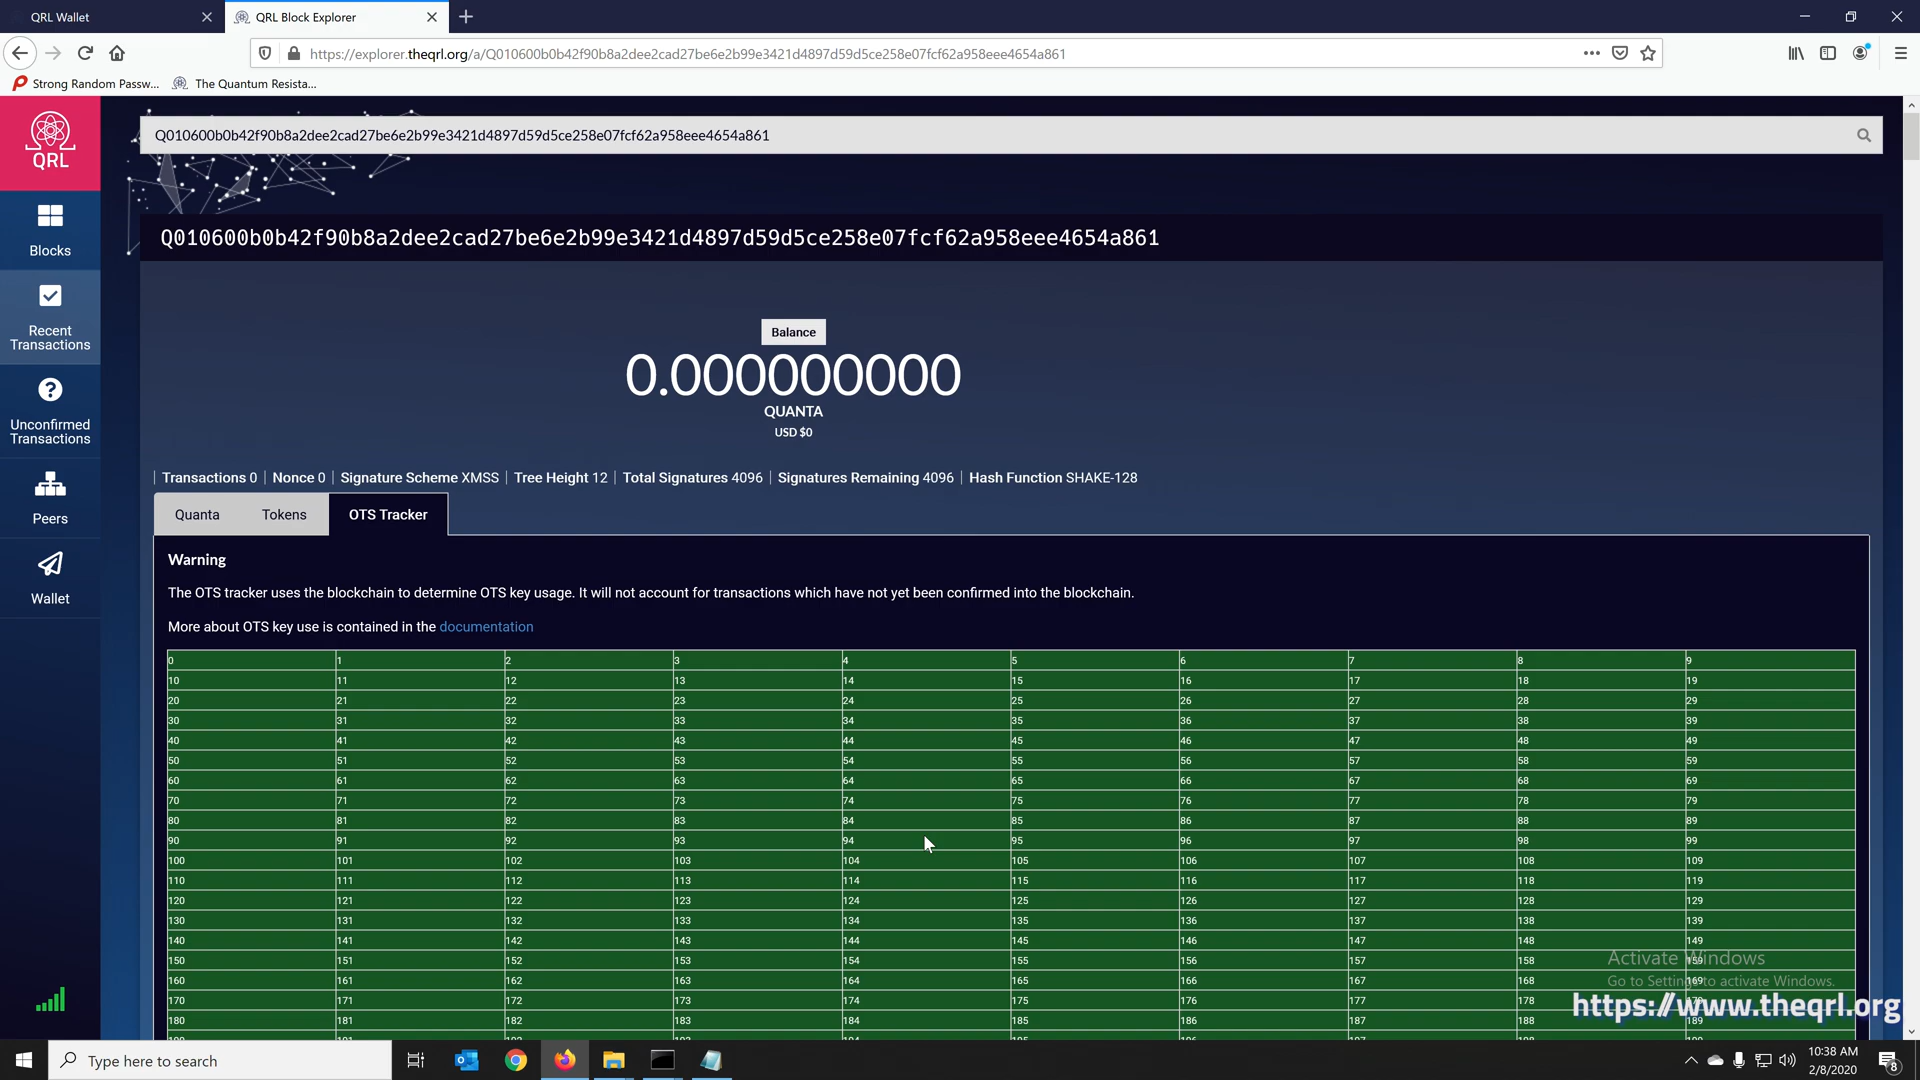 QRL Wallet
QRL Block Explorer
https://explorer.theqrl.org/a/Q010600b0b42f90b8a2dee2cad27be6e2b99e3421d4897d59d5ce258e07fcf62a958eee4654a861
Strong Random Passw...
The Quantum Resista...
QRL
Q010600b0b42f90b8a2dee2cad27be6e2b99e3421d4897d59d5ce258e07fcf62a958eee4654a861
Blocks
Recent
Transactions
Unconfirmed
Transactions
Peers
Wallet
Q010600b0b42f90b8a2dee2cad27be6e2b99e3421d4897d59d5ce258e07fcf62a958eee4654a861
Balance
0.000000000
QUANTA
USD $0
Transactions 0 | Nonce 0 | Signature Scheme XMSS | Tree Height 12 | Total Signatures 4096 | Signatures Remaining 4096 | Hash Function SHAKE-128
Quanta Tokens OTS Tracker
Warning
The OTS tracker uses the blockchain to determine OTS key usage. It will not account for transactions which have not yet been confirmed into the blockchain.
More about OTS key use is contained in the documentation
0 1 2 3 4 5 6 7 8 9
10 11 12 13 14 15 16 17 18 19
20 21 22 23 24 25 26 27 28 29
30 31 32 33 34 35 36 37 38 39
40 41 42 43 44 45 46 47 48 49
50 51 52 53 54 55 56 57 58 59
60 61 62 63 64 65 66 67 68 69
70 71 72 73 74 75 76 77 78 79
80 81 82 83 84 85 86 87 88 89
90 91 92 93 94 95 96 97 98 99
100 101 102 103 104 105 106 107 108 109
110 111 112 113 114 115 116 117 118 119
120 121 122 123 124 125 126 127 128 129
130 131 132 133 134 135 136 137 138 139
140 141 142 143 144 145 146 147 148 149
150 151 152 153 154 155 156 157 158 159
160 161 162 163 164 165 166 167 168 169
170 171 172 173 174 175 176 177 178
180 181 182 183 184 185 186 187 188 189
Activate Windows
Go to Settings to activate Windows.
https://www.theqrl.org
Type here to search
10:38 AM
2/8/2020
8